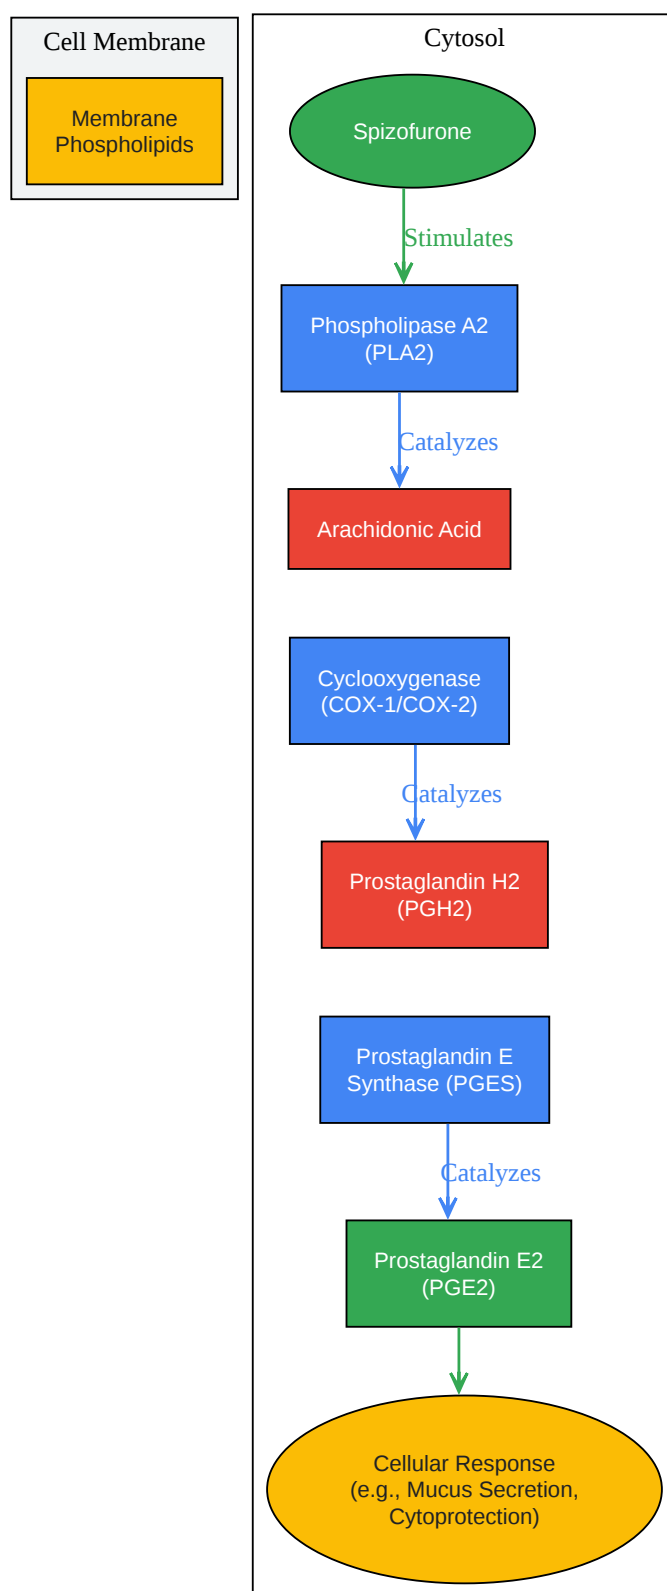 Cell Membrane
Membrane
Phospholipids
Cytosol
Spizofurone
Stimulates
Phospholipase A2
(PLA2)
Catalyzes
Arachidonic Acid
Cyclooxygenase
(COX-1/COX-2)
Catalyzes
Prostaglandin H2
(PGH2)
Prostaglandin E
Synthase (PGES)
Catalyzes
Prostaglandin E2
(PGE2)
Cellular Response
(e.g., Mucus Secretion,
Cytoprotection)